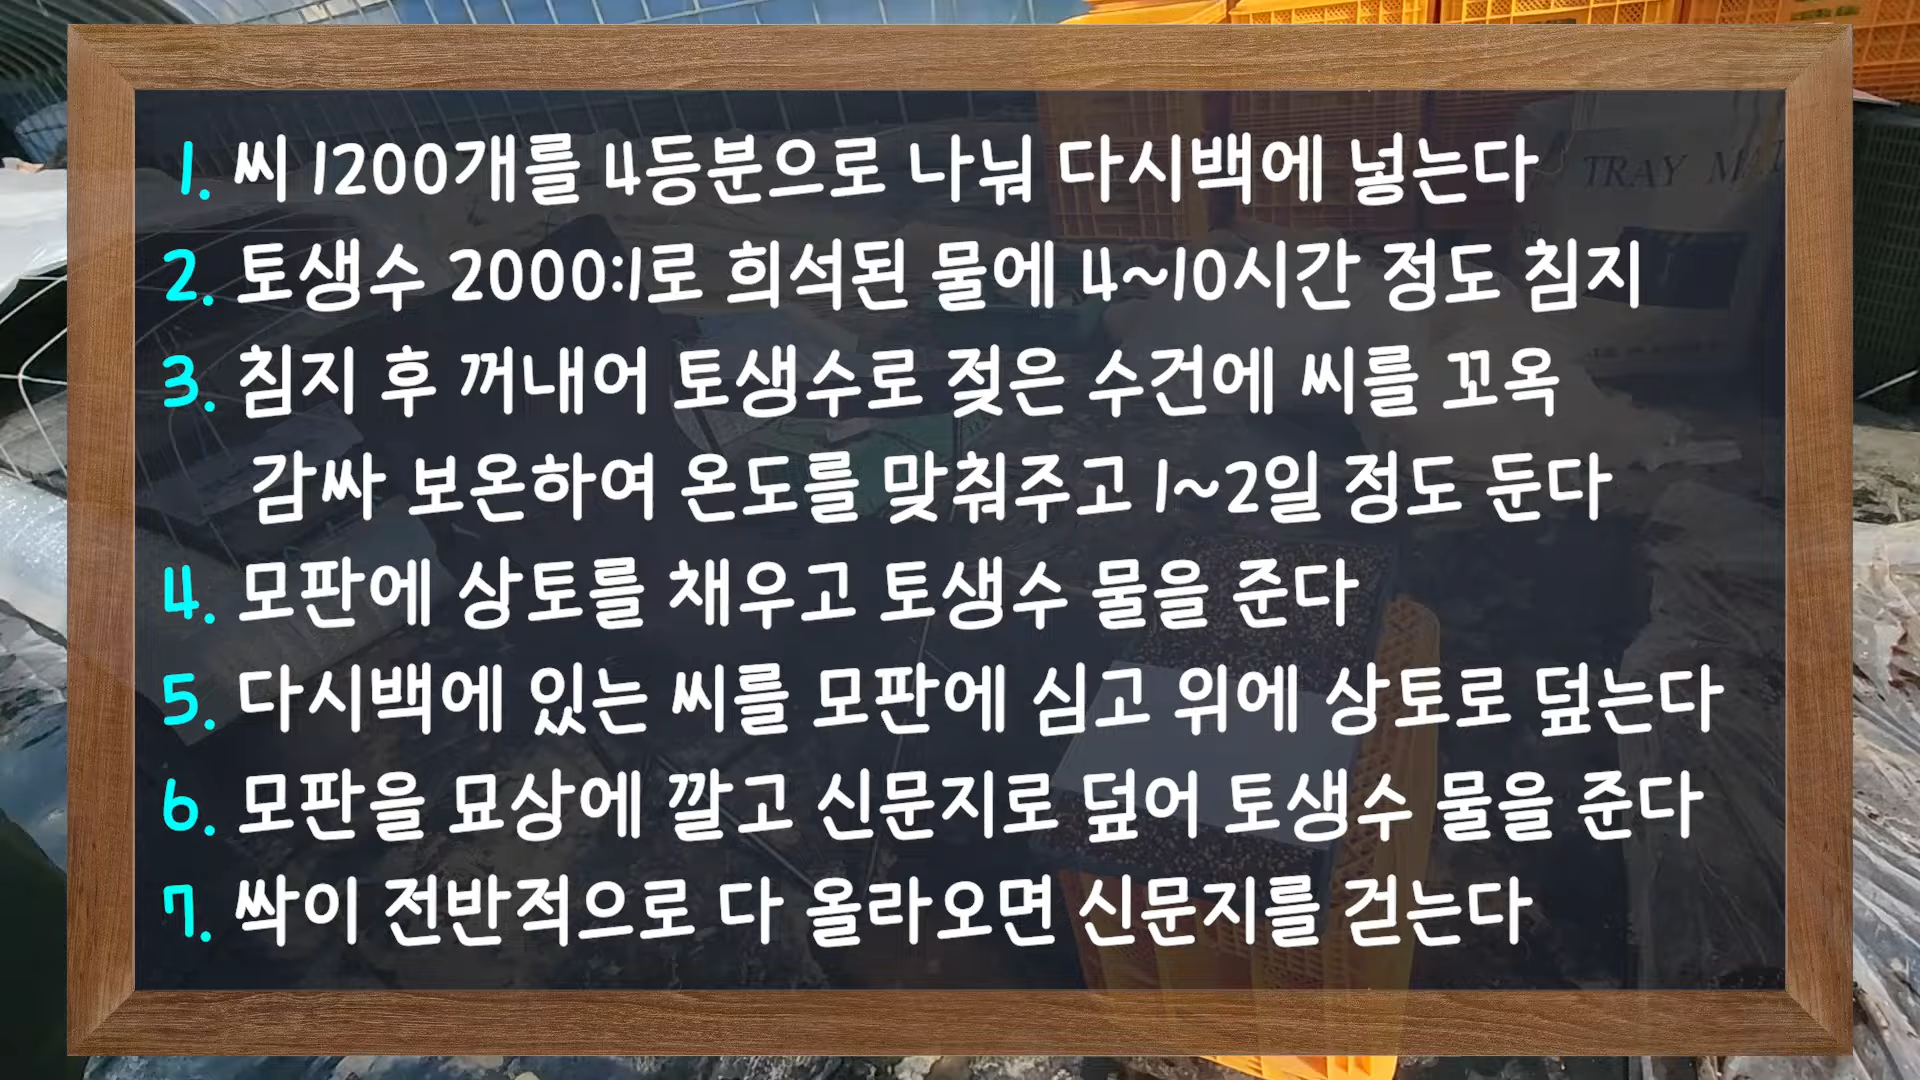 1. 씨 1200개를 4등분으로 나눠 다시백에 넣는다
2. 토생수 2000:1로 희석된 물에 4~10시간 정도 침지
3. 침지 후 꺼내어 토생수로 젖은 수건에 씨를 꼬옥
감싸 보온하여 온도를 맞춰주고 1~2일 정도 둔다
4. 모판에 상토를 채우고 토생수 물을 준다
5. 다시백에 있는 씨를 모판에 심고 위에 상토로 덮는다
6. 모판을 묘상에 깔고 신문지로 덮어 토생수 물을 준다
7. 싹이 전반적으로 다 올라오면 신문지를 걷는다
TRAY